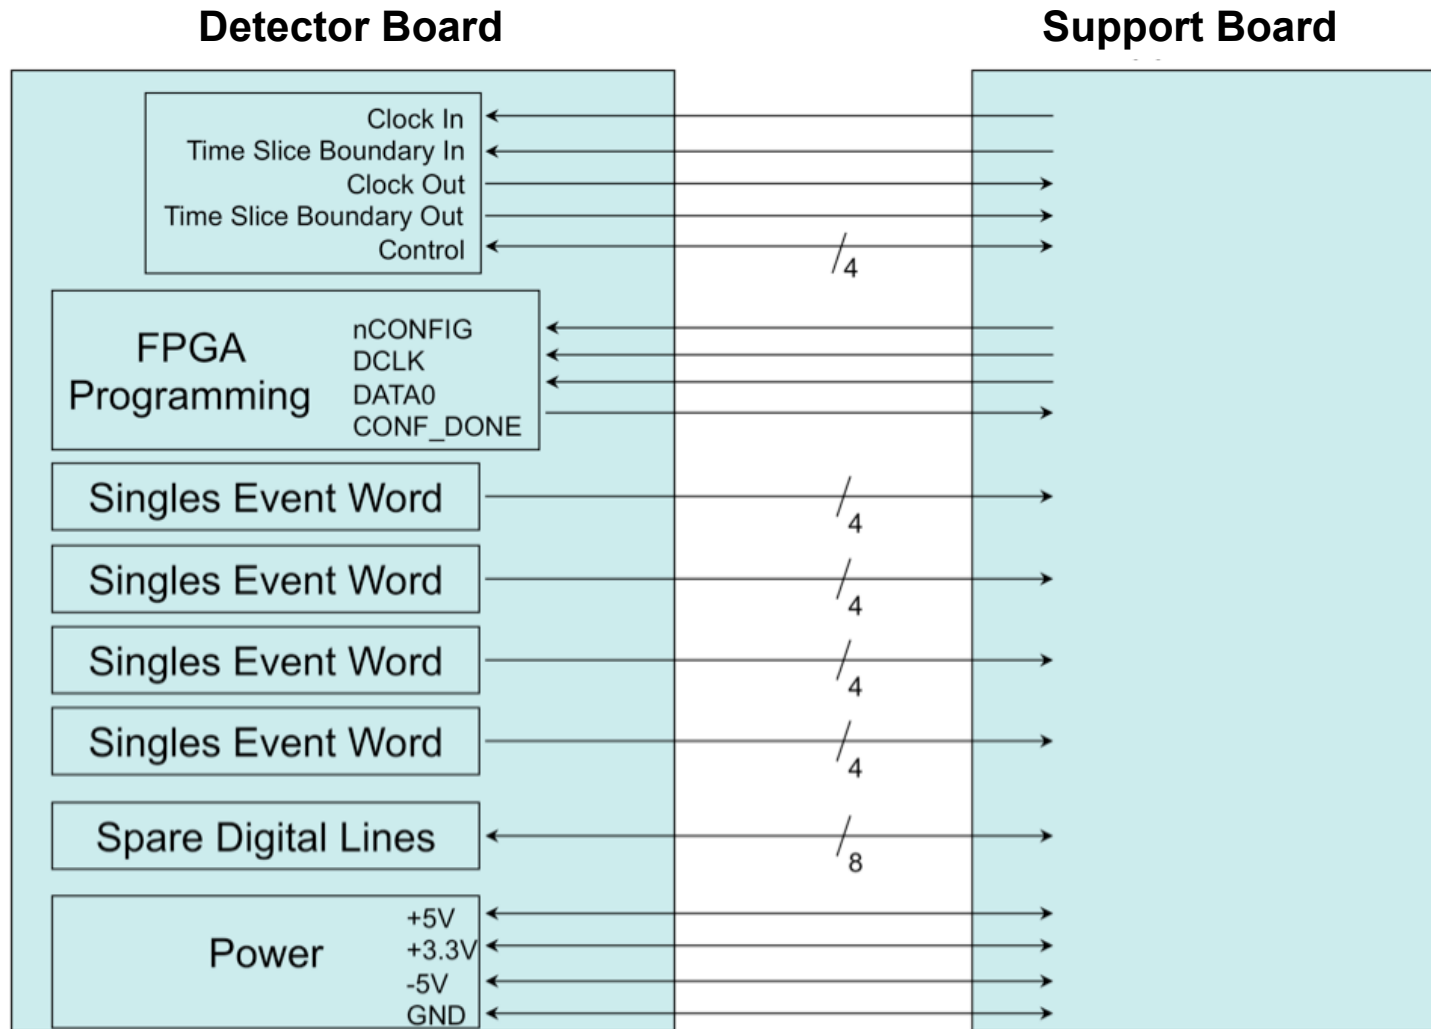 Detector Board
Support Board
Clock In
Time Slice Boundary In
Clock Out
Time Slice Boundary Out
Control
4
FPGA
Programming
nCONFIG
DCLK
DATA0
CONF_DONE
Singles Event Word
4
Singles Event Word
4
Singles Event Word
4
Singles Event Word
4
Spare Digital Lines
8
Power
+5V
+3.3V
-5V
GND